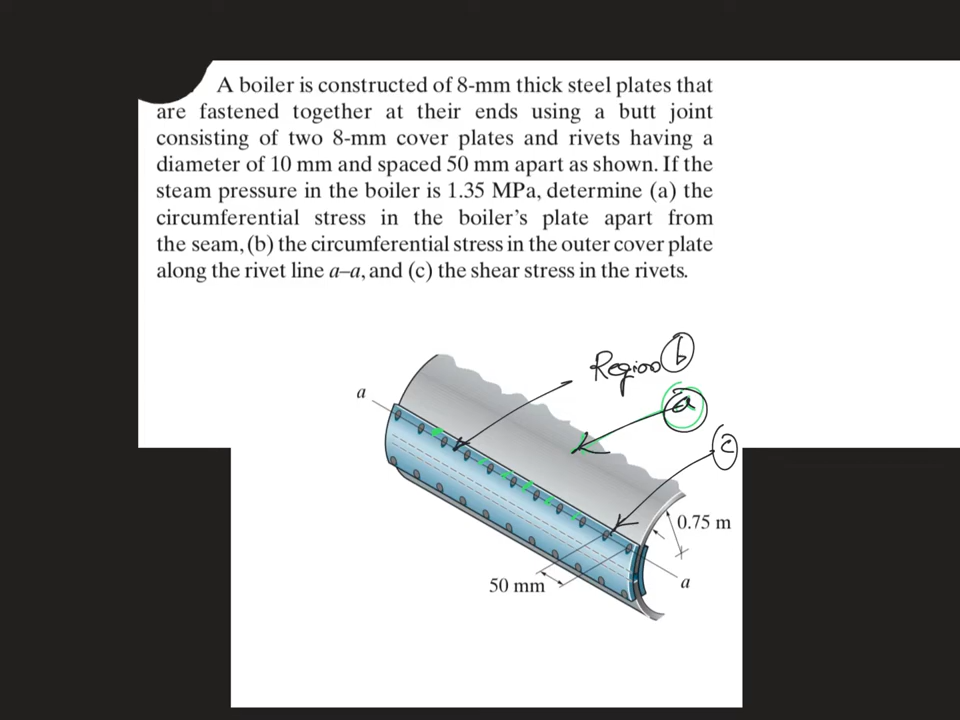 A boiler is constructed of 8-mm thick steel plates that
are fastened together at their ends using a butt joint
consisting of two 8-mm cover plates and rivets having a
diameter of 10 mm and spaced 50 mm apart as shown. If the
steam pressure in the boiler is 1.35 MPa, determine (a) the
circumferential stress in the boiler's plate apart from
the seam, (b) the circumferential stress in the outer cover plate
along the rivet line a–a, and (c) the shear stress in the rivets.
Region b
a
a
c
0.75 m
50 mm
a